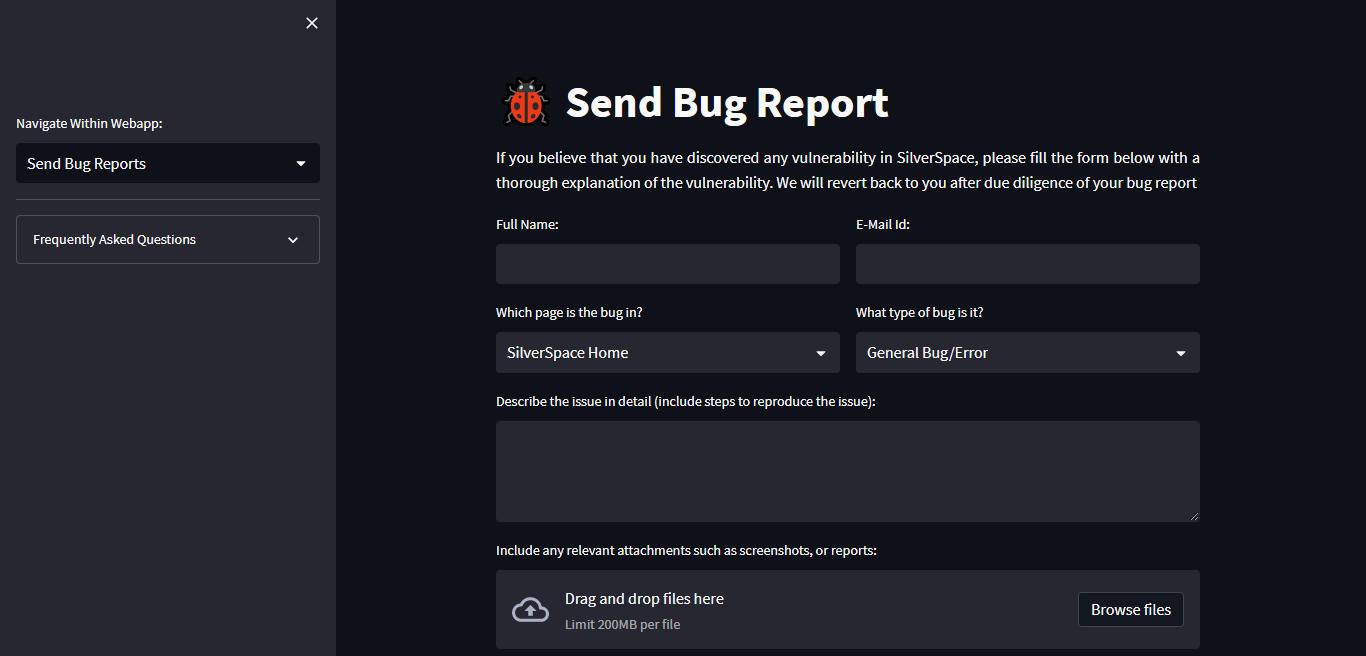 Navigate Within Webapp:
Send Bug Reports
Frequently Asked Questions
Send Bug Report
If you believe that you have discovered any vulnerability in SilverSpace, please fill the form below with a
thorough explanation of the vulnerability. We will revert back to you after due diligence of your bug report
Full Name:
E-Mail Id:
Which page is the bug in?
What type of bug is it?
SilverSpace Home
General Bug/Error
Describe the issue in detail (include steps to reproduce the issue):
Include any relevant attachments such as screenshots, or reports:
Drag and drop files here
Limit 200MB per file
Browse files